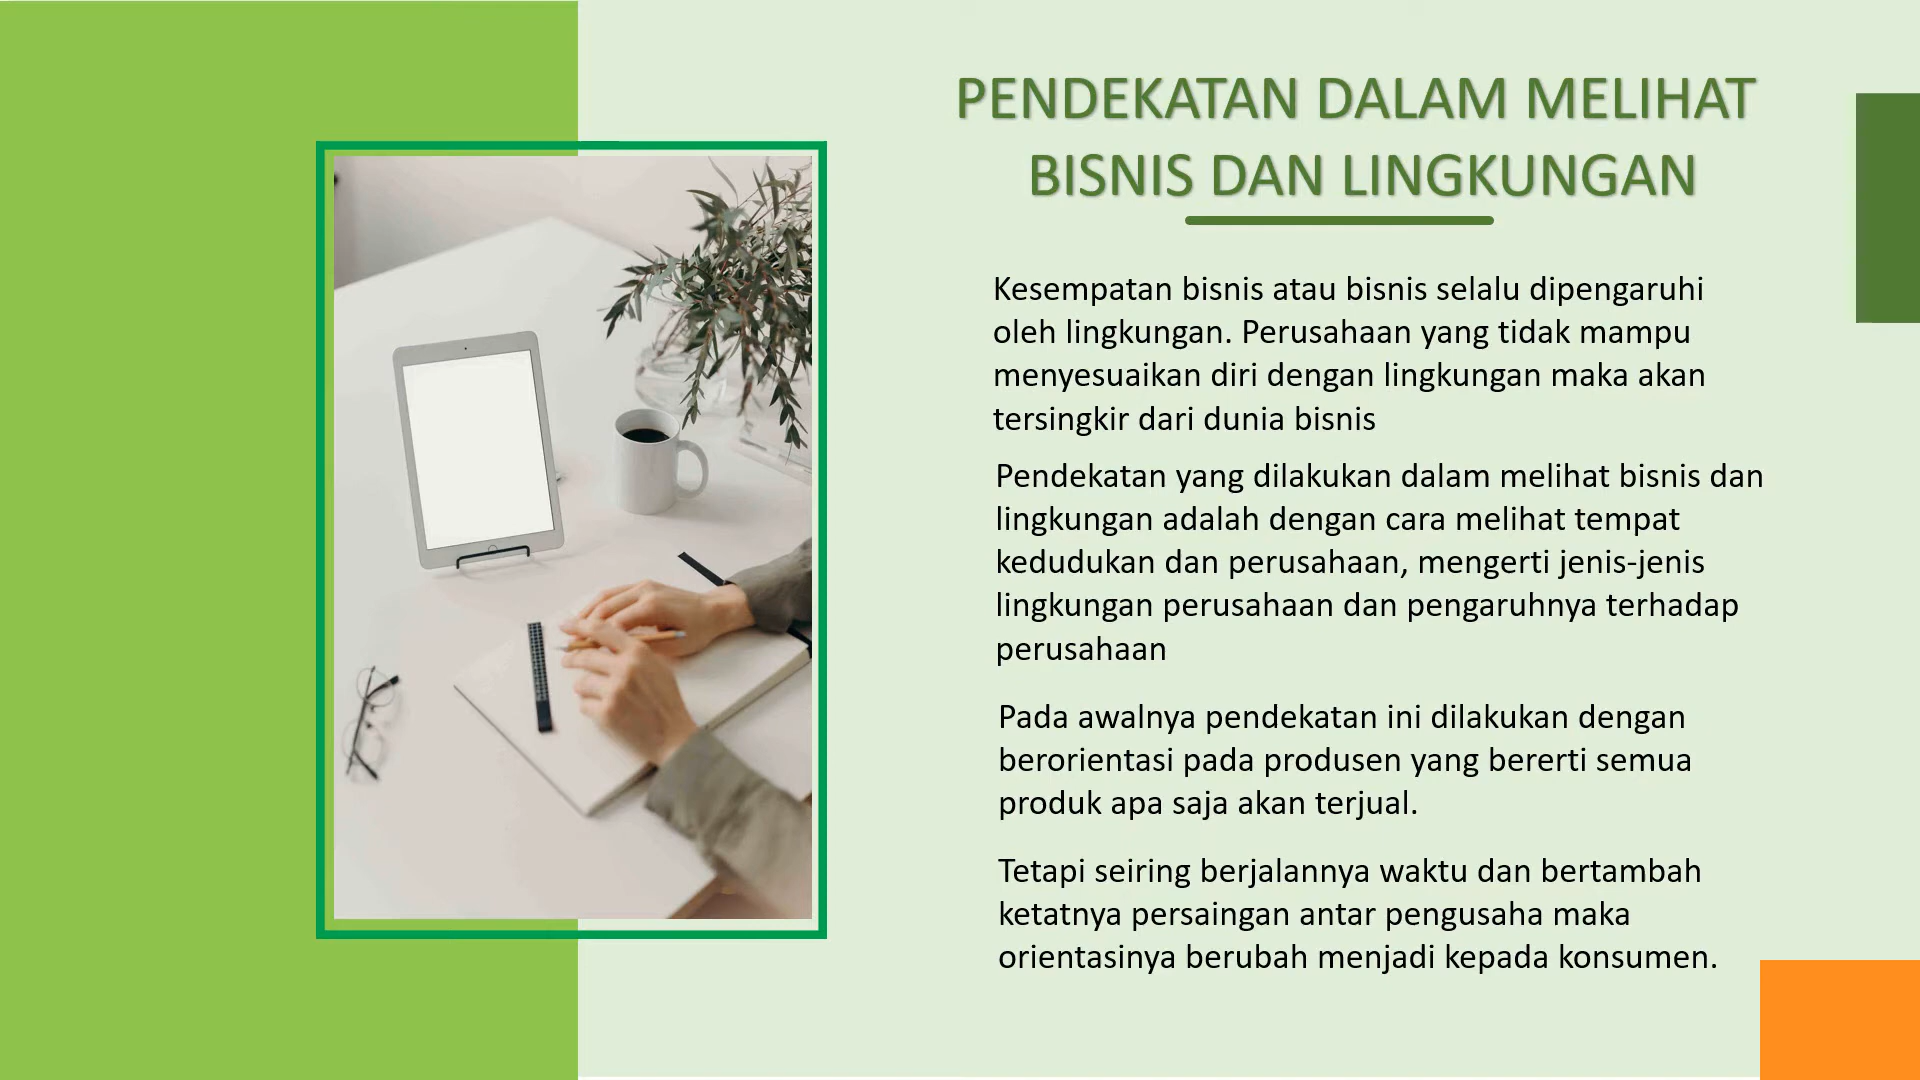 PENDEKATAN DALAM MELIHAT
BISNIS DAN LINGKUNGAN
Kesempatan bisnis atau bisnis selalu dipengaruhi
oleh lingkungan. Perusahaan yang tidak mampu
menyesuaikan diri dengan lingkungan maka akan
tersingkir dari dunia bisnis
Pendekatan yang dilakukan dalam melihat bisnis dan
lingkungan adalah dengan cara melihat tempat
kedudukan dan perusahaan, mengerti jenis-jenis
lingkungan perusahaan dan pengaruhnya terhadap
perusahaan
Pada awalnya pendekatan ini dilakukan dengan
berorientasi pada produsen yang bererti semua
produk apa saja akan terjual.
Tetapi seiring berjalannya waktu dan bertambah
ketatnya persaingan antar pengusaha maka
orientasinya berubah menjadi kepada konsumen.